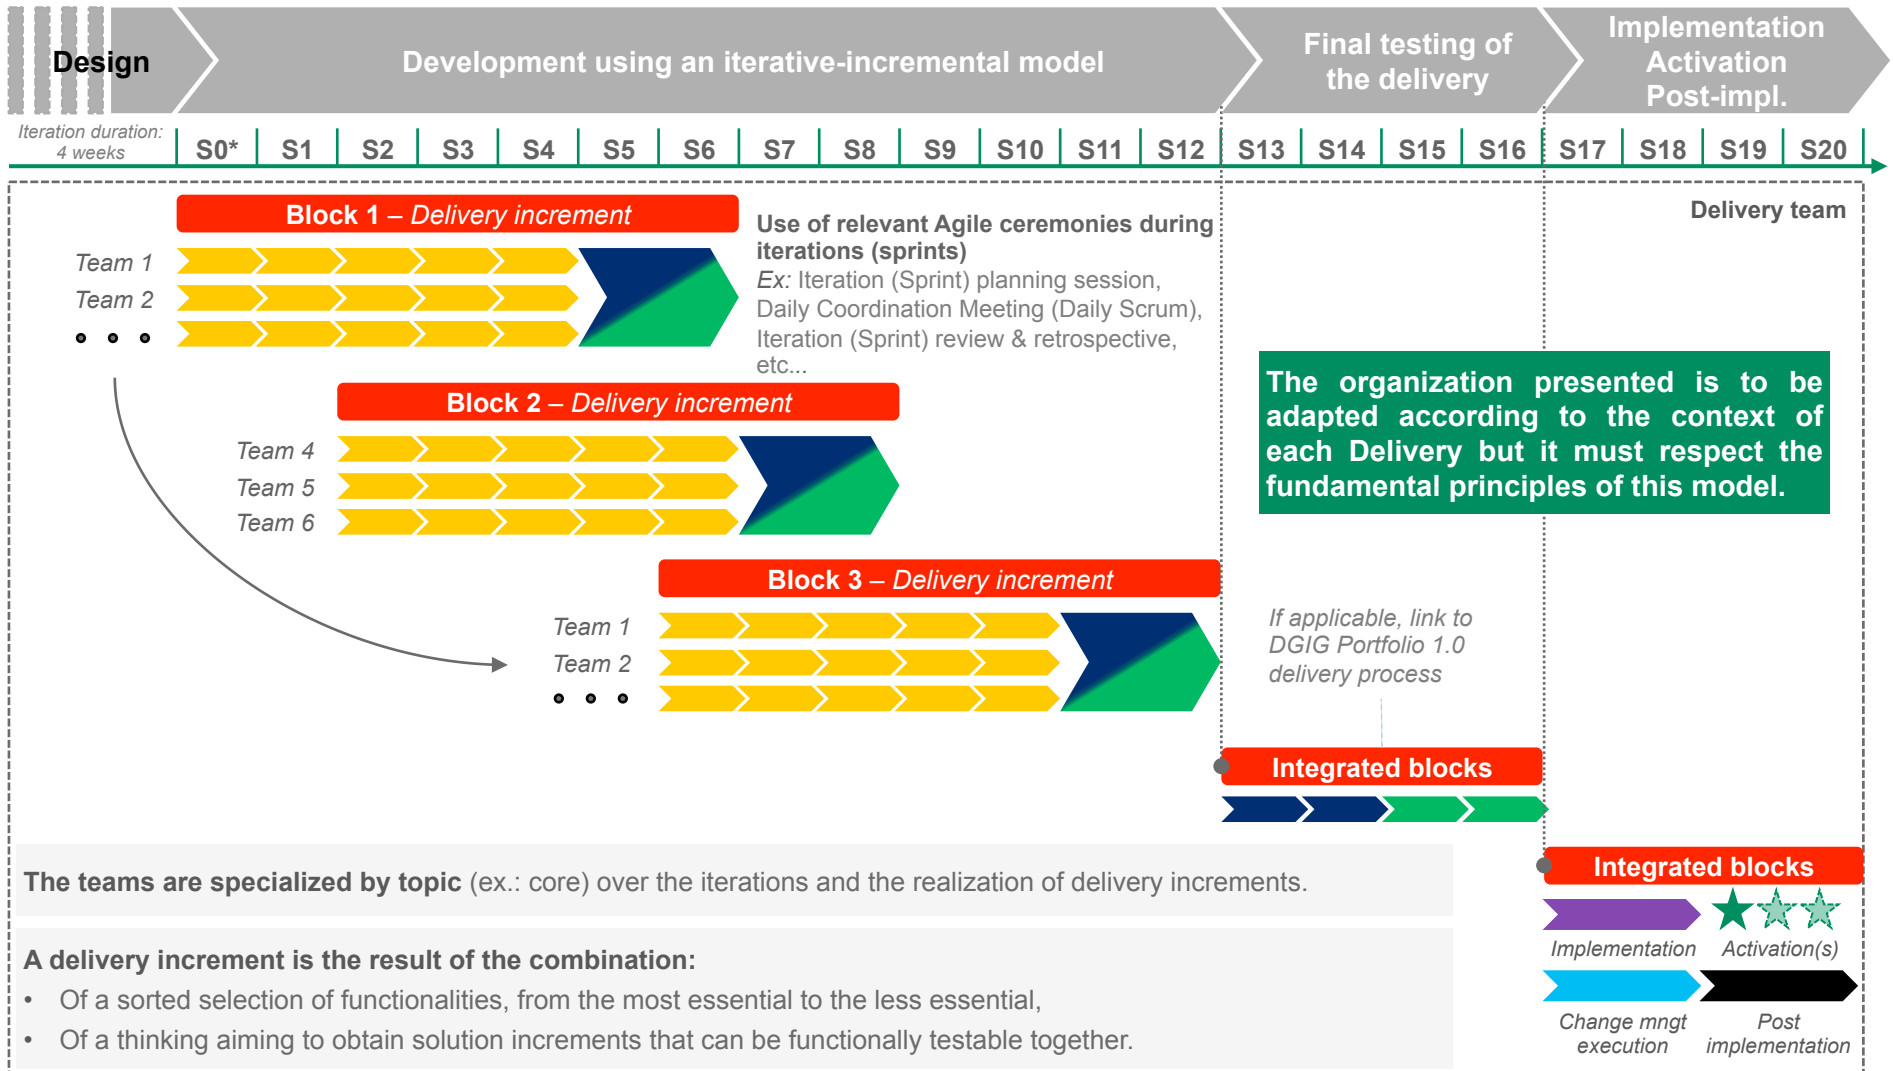 Design
Development using an iterative-incremental model
Final testing of
the delivery
Implementation
Activation
Post-impl.
Iteration duration:
4 weeks
S0* S1 S2 S3 S4 S5 S6 S7 S8 S9 S10 S11 S12 S13 S14 S15 S16 S17 S18 S19 S20
Delivery team
Block 1 – Delivery increment
Team 1
Team 2
Use of relevant Agile ceremonies during
iterations (sprints)
Ex: Iteration (Sprint) planning session,
Daily Coordination Meeting (Daily Scrum),
Iteration (Sprint) review & retrospective,
etc...
The organization presented is to be
adapted according to the context of
each Delivery but it must respect the
fundamental principles of this model.
Block 2 – Delivery increment
Team 4
Team 5
Team 6
Block 3 – Delivery increment
Team 1
Team 2
If applicable, link to
DGIG Portfolio 1.0
delivery process
Integrated blocks
Integrated blocks
Implementation
Activation(s)
Change mngt
execution
Post
implementation
The teams are specialized by topic (ex.: core) over the iterations and the realization of delivery increments.
A delivery increment is the result of the combination:
• Of a sorted selection of functionalities, from the most essential to the less essential,
• Of a thinking aiming to obtain solution increments that can be functionally testable together.